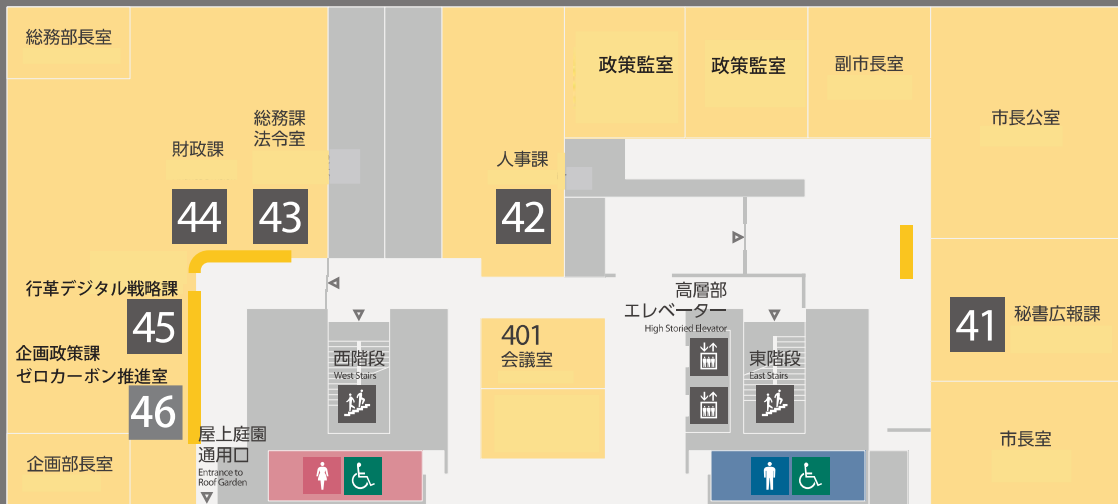 総務部長室
政策監室
政策監室
副市長室
市長公室
総務課
法令室
財政課
人事課
44
43
42
行革デジタル戦略課
45
企画政策課
ゼロカーボン推進室
46
企画部長室
屋上庭園
通用口
Entrance to
Roof Garden
西階段
West Stairs
401
会議室
高層部
エレベーター
High Storied Elevator
東階段
East Stairs
41
秘書広報課
市長室